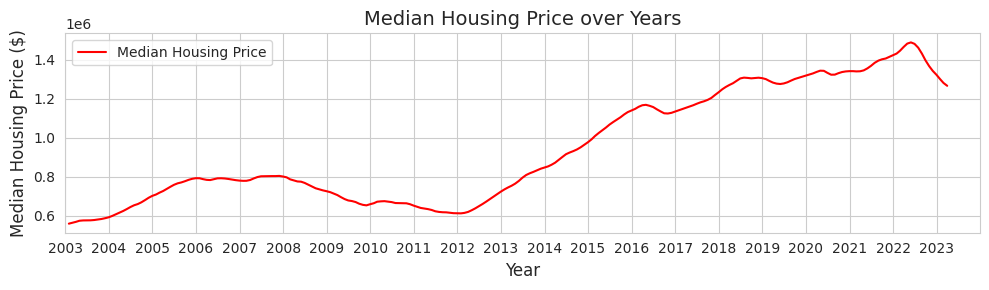 Median Housing Price over Years
1e6
Median Housing Price ($)
Median Housing Price
1.4
1.2
1.0
0.8
0.6
2003 2004 2005 2006 2007 2008 2009 2010 2011 2012 2013 2014 2015 2016 2017 2018 2019 2020 2021 2022 2023
Year